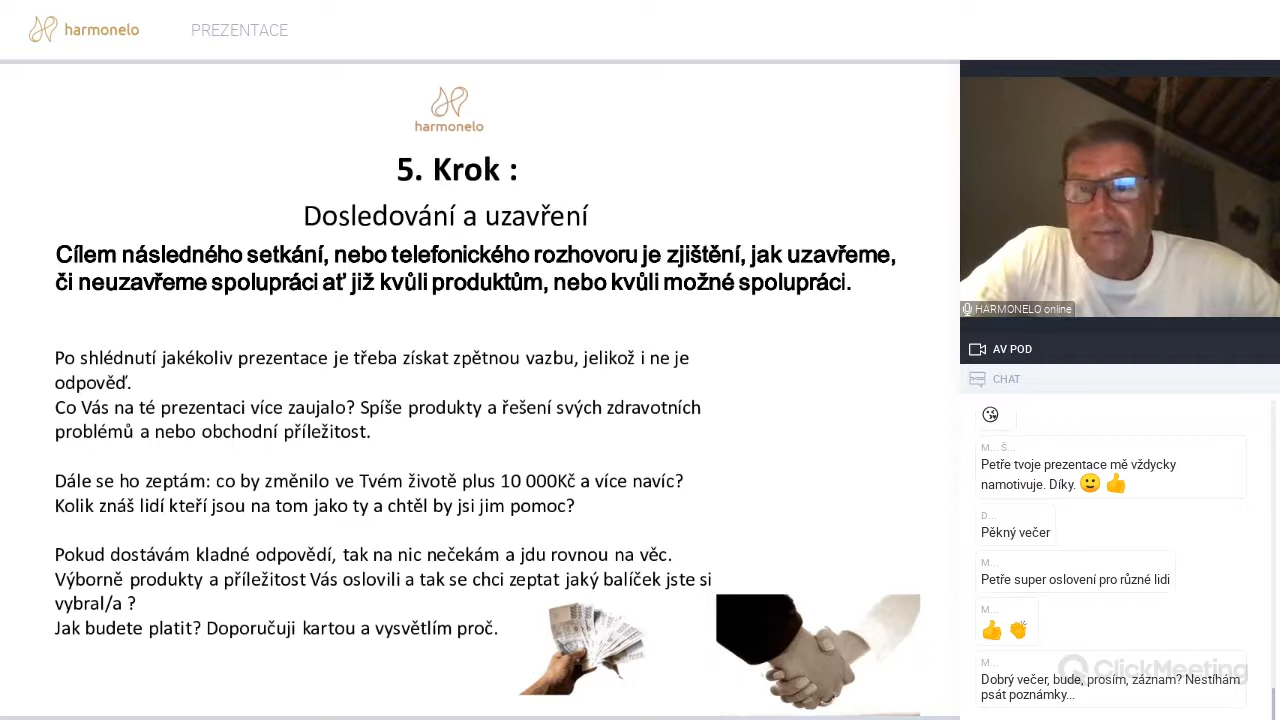 harmonelo
PREZENTACE
harmonelo
5. Krok :
Dosledování a uzavření
Cílem následného setkání, nebo telefonického rozhovoru je zjištění, jak uzavřeme,
či neuzavřeme spolupráci ať již kvůli produktům, nebo kvůli možné spolupráci.
Po shlédnutí jakékoliv prezentace je třeba získat zpětnou vazbu, jelikož i ne je
odpověď.
Co Vás na té prezentaci více zaujalo? Spíše produkty a řešení svých zdravotních
problémů a nebo obchodní příležitost.
Dále se ho zeptám: co by změnilo ve Tvém životě plus 10 000Kč a více navíc?
Kolik znáš lidí kteří jsou na tom jako ty a chtěl by jsi jim pomoc?
Pokud dostávám kladné odpovědí, tak na nic nečekám a jdu rovnou na věc.
Výborně produkty a příležitost Vás oslovili a tak se chci zeptat jaký balíček jste si
vybral/a ?
Jak budete platit? Doporučuji kartou a vysvětlím proč.
HARMONELO online
AV POD
CHAT
M... Š...
Petře tvoje prezentace mě vždycky
namotivuje. Díky.
D...
Pěkný večer
M...
Petře super oslovení pro různé lidi
M...
M...
Dobrý večer, bude, prosím, záznam? Nestíhám
psát poznámky...
ClickMeeting